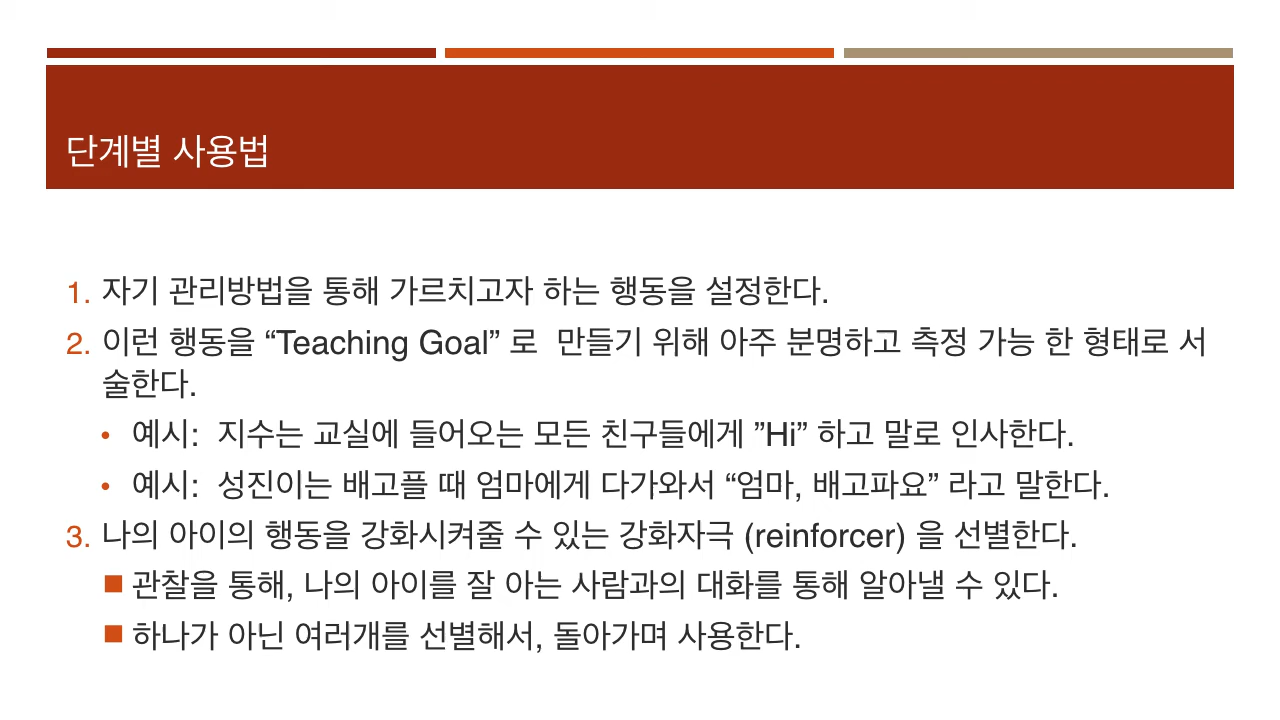 단계별 사용법
1. 자기 관리방법을 통해 가르치고자 하는 행동을 설정한다.
2. 이런 행동을 “Teaching Goal” 로  만들기 위해 아주 분명하고 측정 가능 한 형태로 서
술한다.
• 예시:  지수는 교실에 들어오는 모든 친구들에게 ”Hi” 하고 말로 인사한다.
• 예시:  성진이는 배고플 때 엄마에게 다가와서 “엄마, 배고파요” 라고 말한다.
3. 나의 아이의 행동을 강화시켜줄 수 있는 강화자극 (reinforcer) 을 선별한다.
■ 관찰을 통해, 나의 아이를 잘 아는 사람과의 대화를 통해 알아낼 수 있다.
■ 하나가 아닌 여러개를 선별해서, 돌아가며 사용한다.